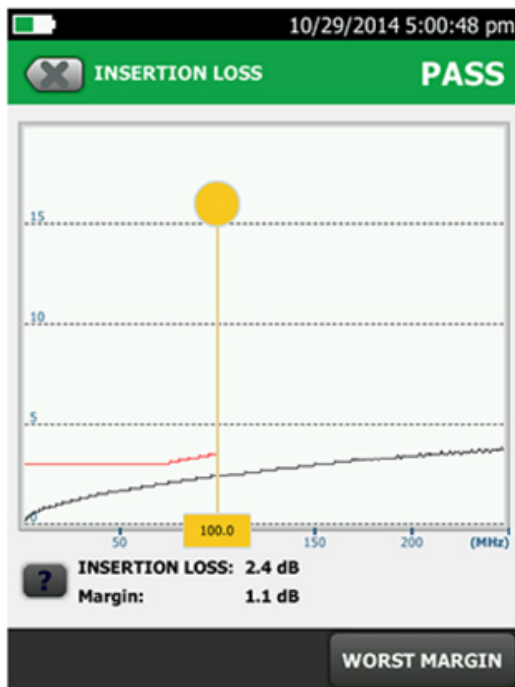 10/29/2014 5:00:48 pm
INSERTION LOSS PASS
15
10
5
0
50 100.0 150 200 (MHz)
? INSERTION LOSS: 2.4 dB
Margin: 1.1 dB
WORST MARGIN